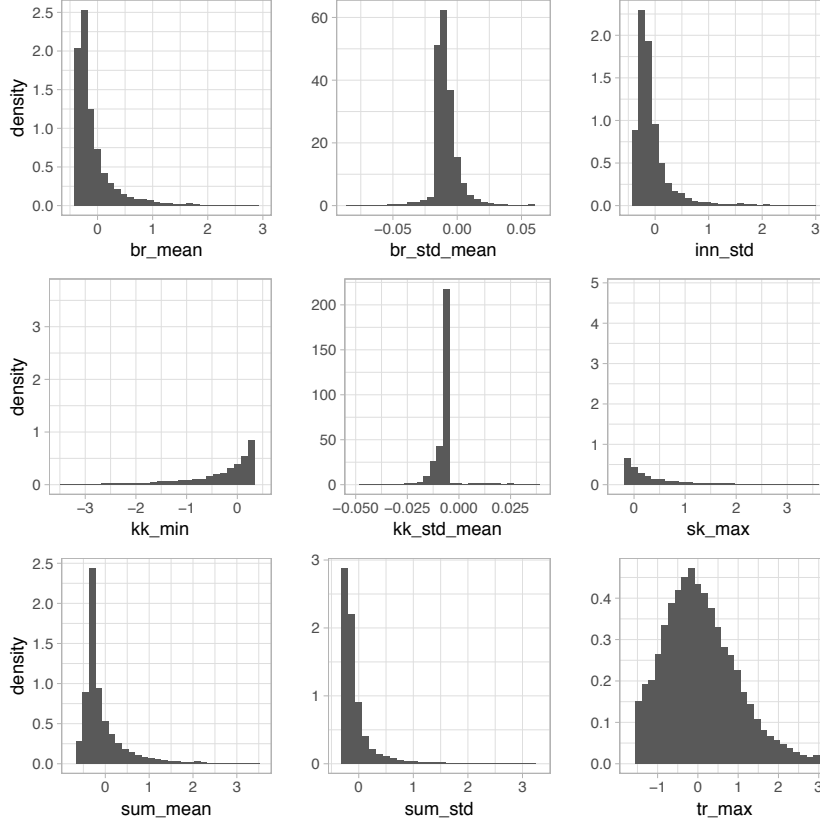 density
2.5
2.0
1.5
1.0
0.5
0.0
0 1 2 3
br_mean
60
40
20
0
−0.05 0.00 0.05
br_std_mean
2.0
1.5
1.0
0.5
0.0
0 1 2 3
inn_std
density
3
2
1
0
−3 −2 −1 0
kk_min
200
150
100
50
0
−0.050 −0.025 0.000 0.025
kk_std_mean
5
4
3
2
1
0
0 1 2 3
sk_max
density
2.5
2.0
1.5
1.0
0.5
0.0
0 1 2 3
sum_mean
3
2
1
0
0 1 2 3
sum_std
0.4
0.3
0.2
0.1
0.0
−1 0 1 2 3
tr_max